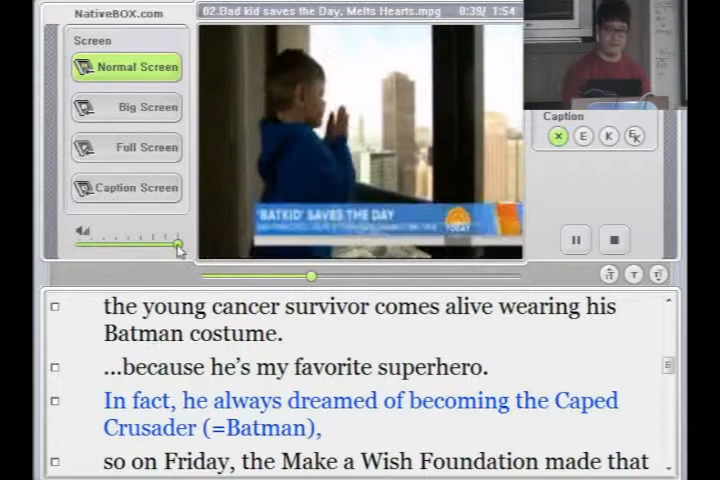 NativeBOX.com
02.Bad kid saves the Day, Melts Hearts.mpg
0:39/ 1:54
Screen
Normal Screen
Big Screen
Full Screen
Caption Screen
'BATKID' SAVES THE DAY
TODAY
Caption
X E K EK
T T T
the young cancer survivor comes alive wearing his
Batman costume.
...because he's my favorite superhero.
In fact, he always dreamed of becoming the Caped
Crusader (=Batman),
so on Friday, the Make a Wish Foundation made that